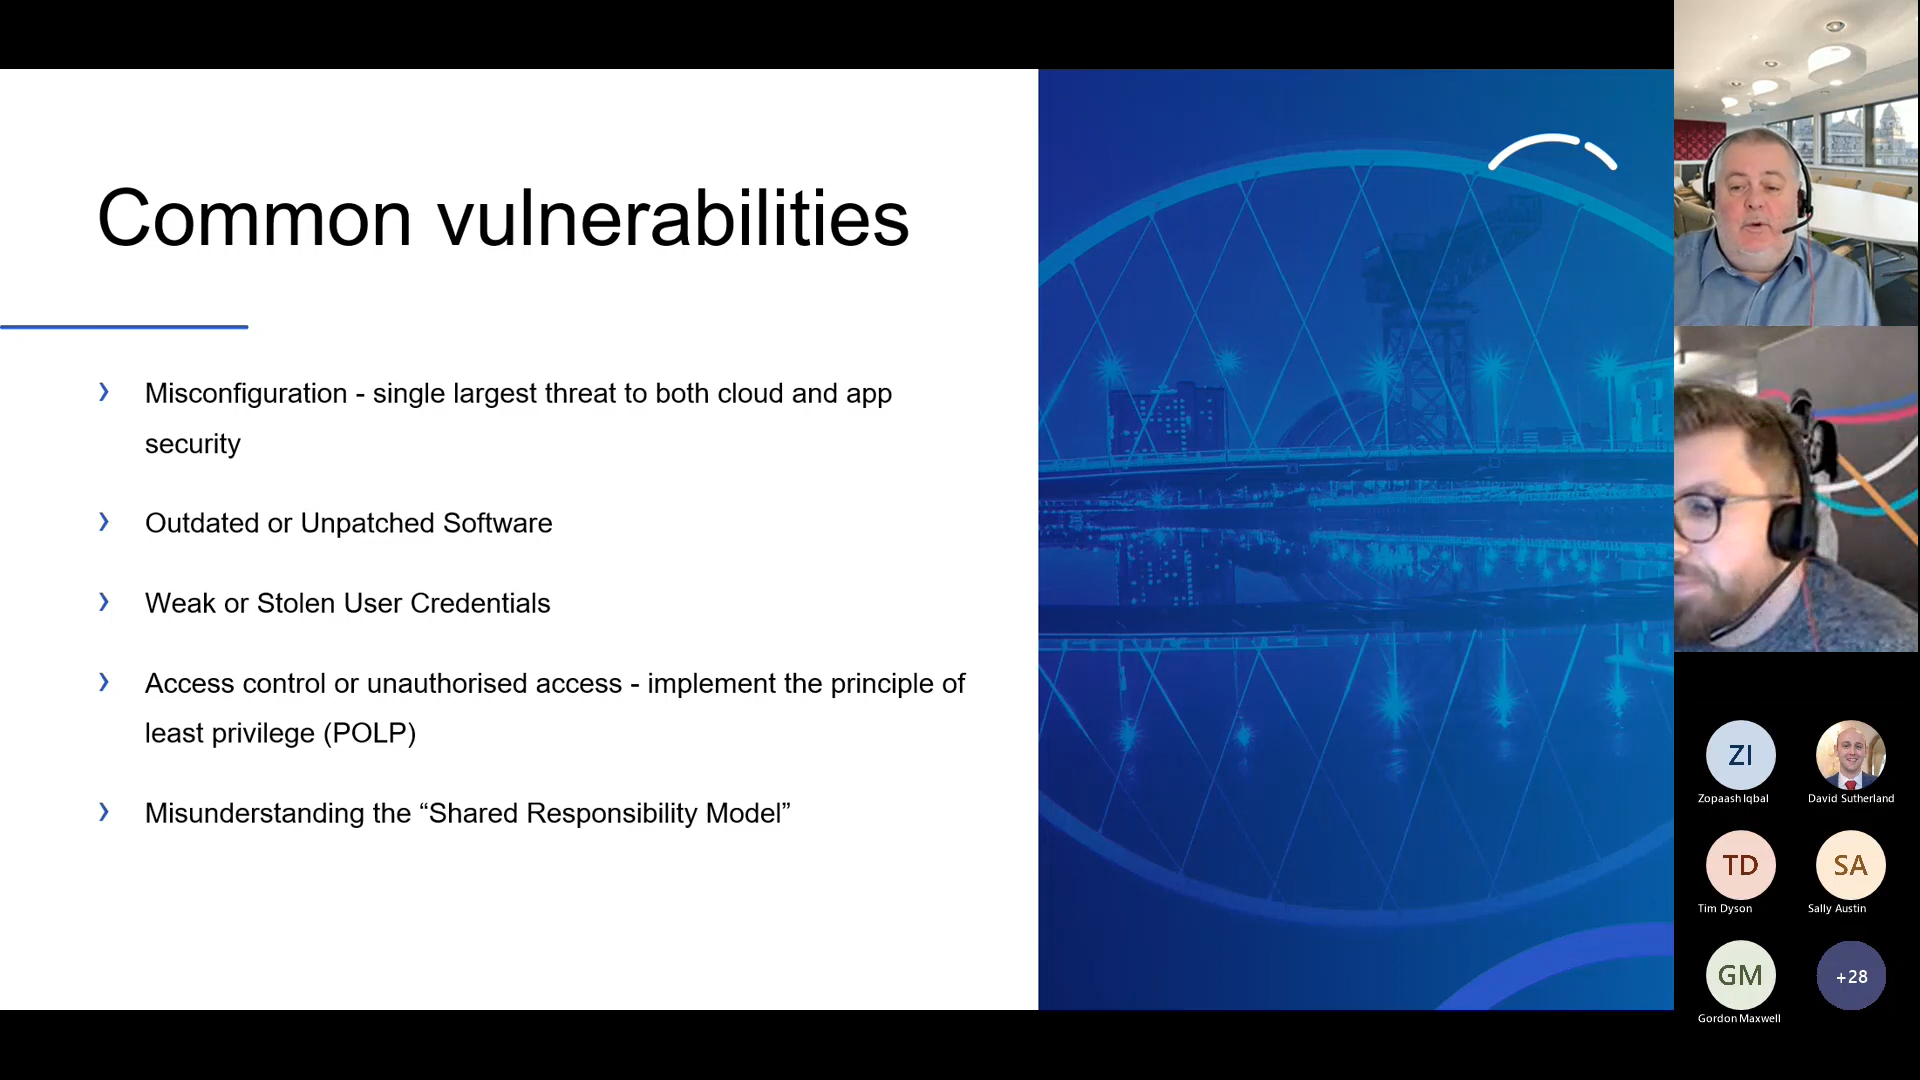 Common vulnerabilities
› Misconfiguration - single largest threat to both cloud and app
security
› Outdated or Unpatched Software
› Weak or Stolen User Credentials
› Access control or unauthorised access - implement the principle of
least privilege (POLP)
› Misunderstanding the “Shared Responsibility Model”
ZI
Zopaash Iqbal
David Sutherland
TD
Tim Dyson
SA
Sally Austin
GM
Gordon Maxwell
+28